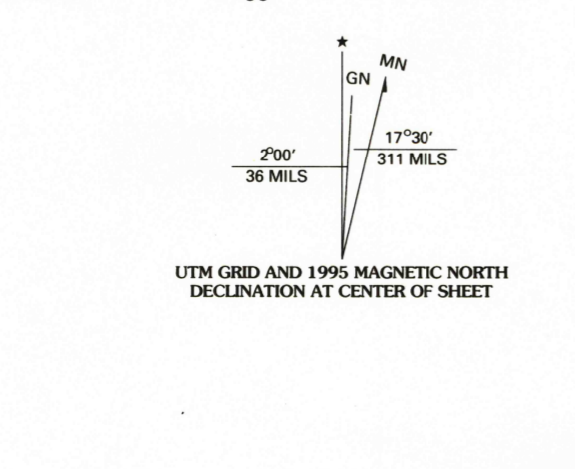 ★
MN
GN
17°30′
311 MILS
2°00′
36 MILS
UTM GRID AND 1995 MAGNETIC NORTH
DECLINATION AT CENTER OF SHEET